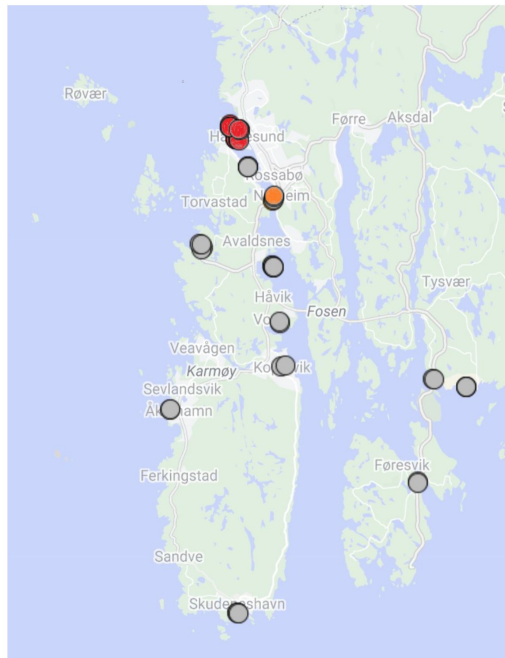 Røvær
Førre
Aksdal
Torvastad
Avaldsnes
Tysvær
Håvik
Fosen
Veavågen
Karmøy
Sevlandsvik
Føresvik
Ferkingstad
Sandve